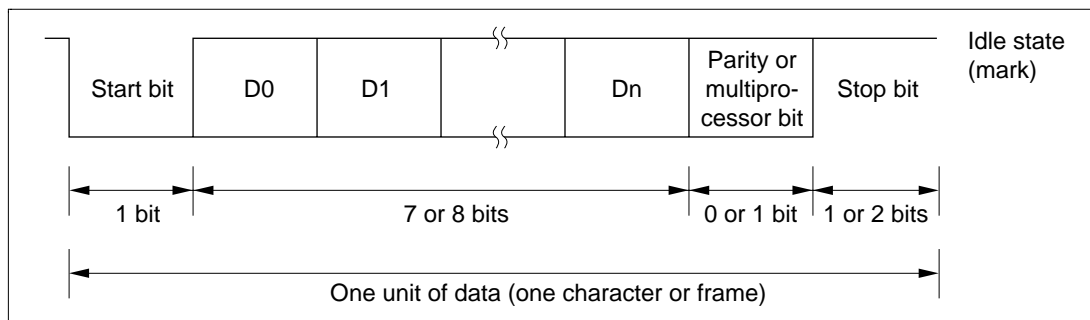 Idle state
(mark)
Start bit
D0
D1
Dn
Parity or
multipro-
cessor bit
Stop bit
1 bit
7 or 8 bits
0 or 1 bit
1 or 2 bits
One unit of data (one character or frame)